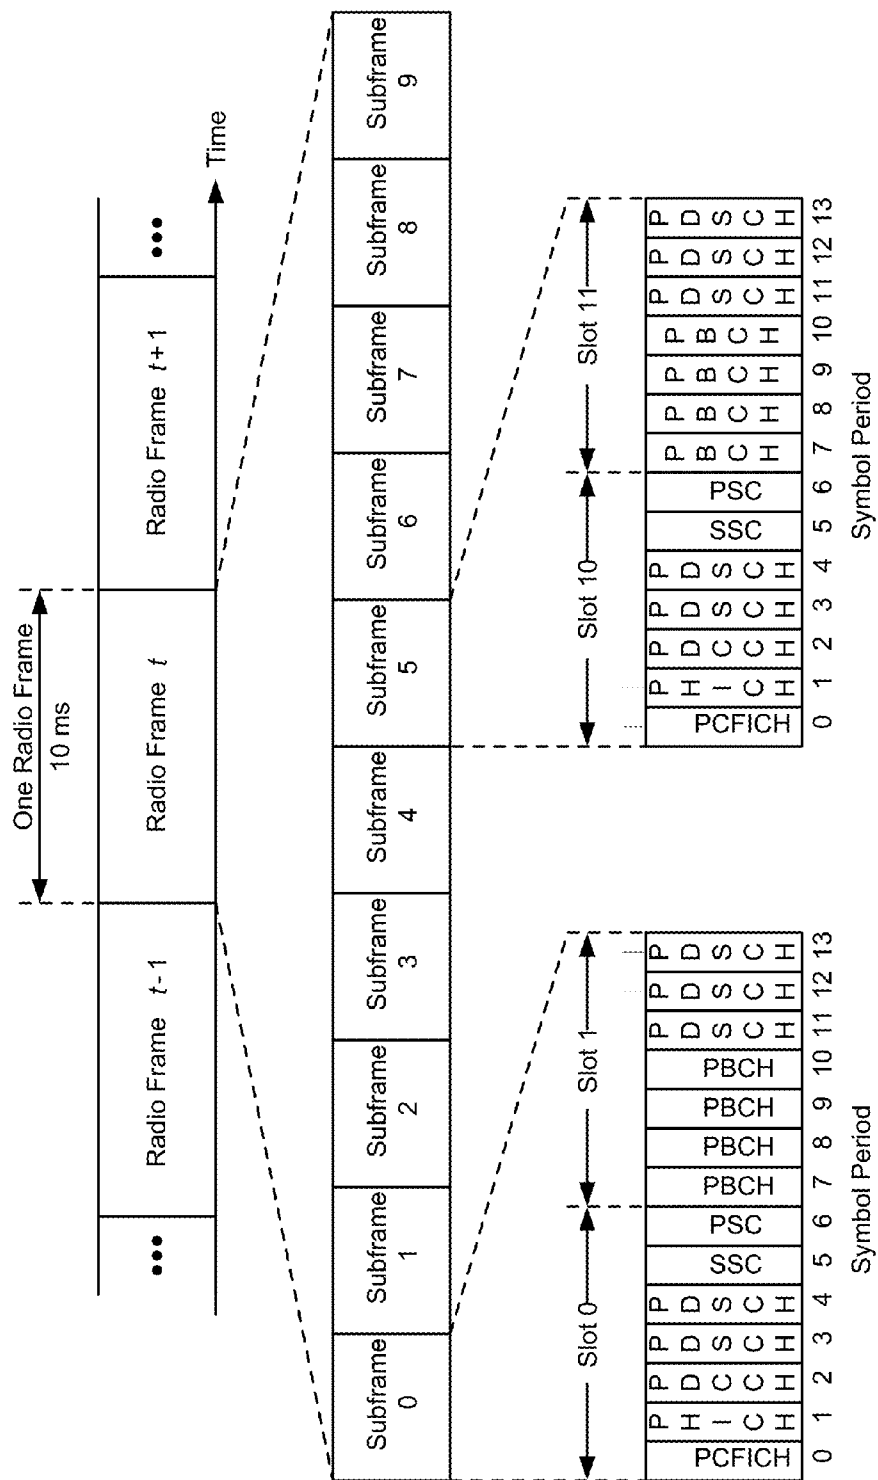 One Radio Frame
10 ms
••• Radio Frame t-1 Radio Frame t Radio Frame t+1 •••
Time
Subframe 0
Subframe 1
Subframe 2
Subframe 3
Subframe 4
Subframe 5
Subframe 6
Subframe 7
Subframe 8
Subframe 9
Slot 0 Slot 1
PCFICH PHICH PDCCH PDSCH PDSCH SSC PSC PBCH PBCH PBCH PBCH PDSCH PDSCH PDSCH
0 1 2 3 4 5 6 7 8 9 10 11 12 13
Symbol Period
Slot 10 Slot 11
PCFICH PHICH PDCCH PDSCH PDSCH SSC PSC PBCH PBCH PBCH PBCH PDSCH PDSCH PDSCH
0 1 2 3 4 5 6 7 8 9 10 11 12 13
Symbol Period